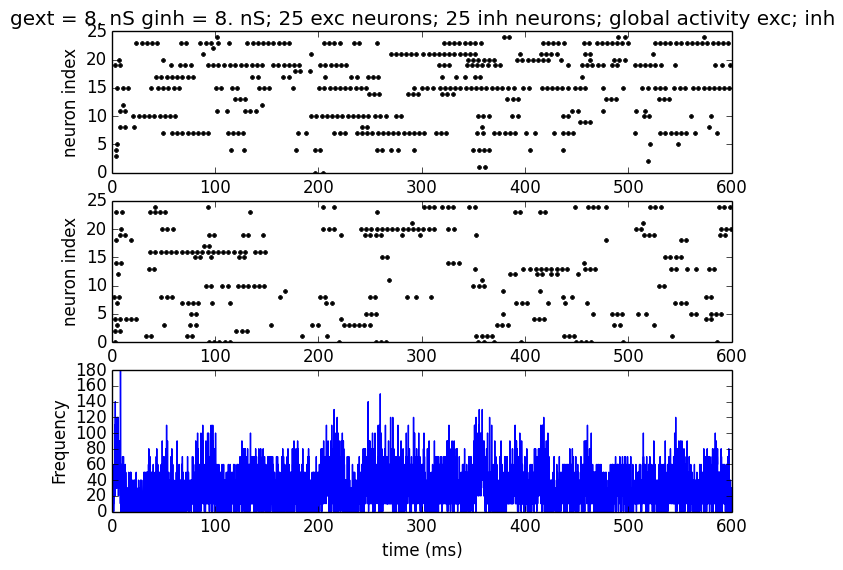 gext = 8. nS ginh = 8. nS; 25 exc neurons; 25 inh neurons; global activity exc; inh
25
20
15
10
5
0
neuron index
0 100 200 300 400 500 600
25
20
15
10
5
0
neuron index
0 100 200 300 400 500 600
180
160
140
120
100
80
60
40
20
0
Frequency
0 100 200 300 400 500 600
time (ms)